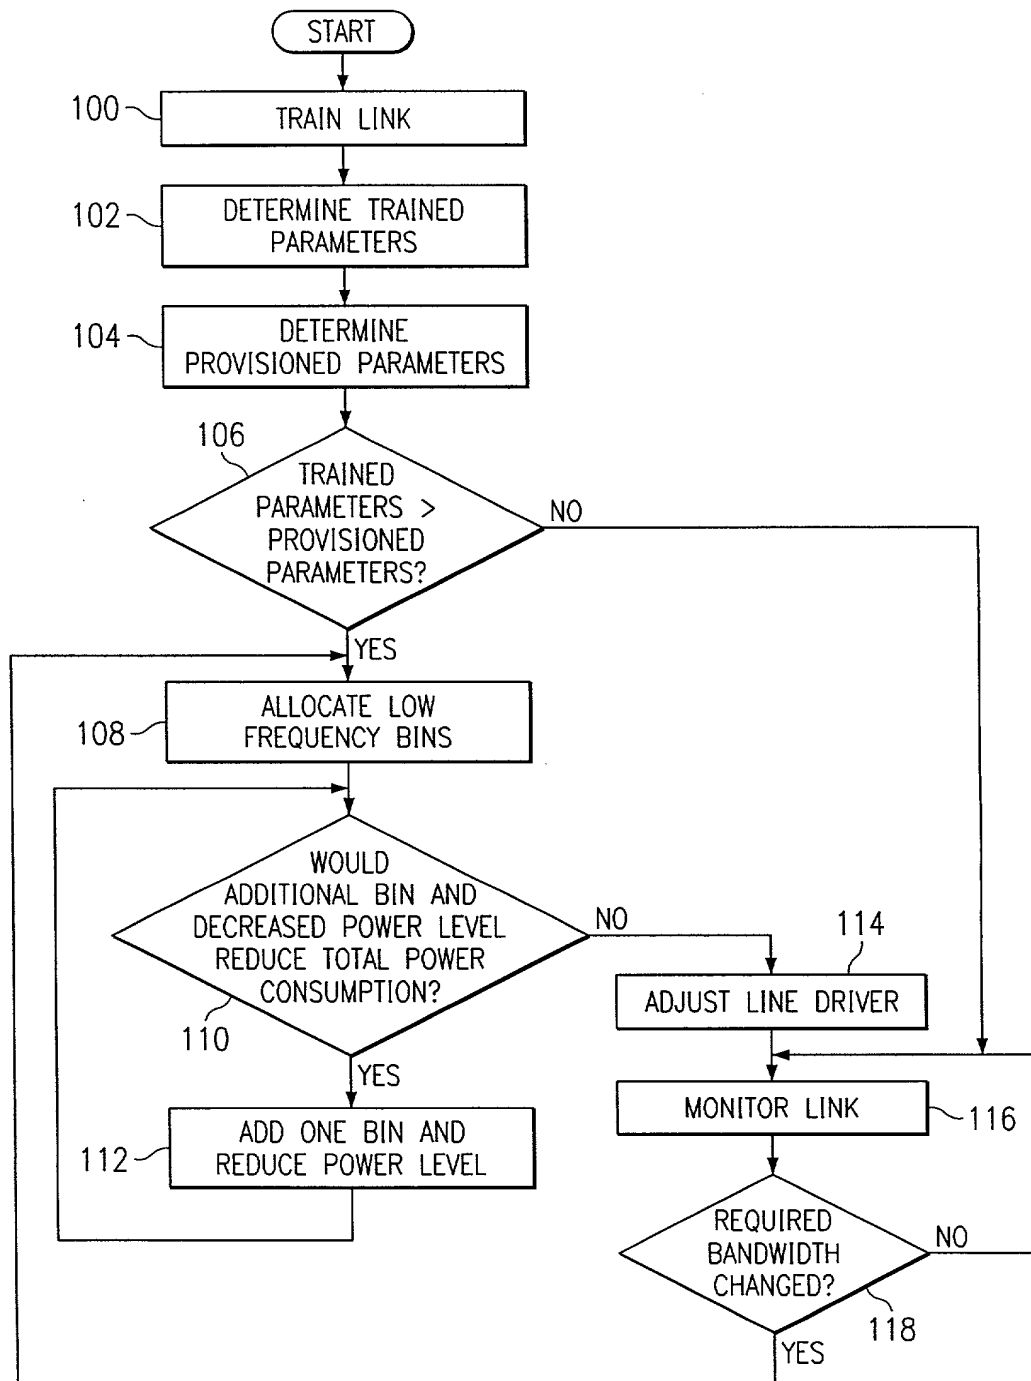 START
100
TRAIN LINK
102
DETERMINE TRAINED
PARAMETERS
104
DETERMINE
PROVISIONED PARAMETERS
106
TRAINED
PARAMETERS >
PROVISIONED
PARAMETERS?
NO
YES
108
ALLOCATE LOW
FREQUENCY BINS
WOULD
ADDITIONAL BIN AND
DECREASED POWER LEVEL
REDUCE TOTAL POWER
CONSUMPTION?
110
NO
YES
112
ADD ONE BIN AND
REDUCE POWER LEVEL
114
ADJUST LINE DRIVER
MONITOR LINK
116
REQUIRED
BANDWIDTH
CHANGED?
NO
118
YES